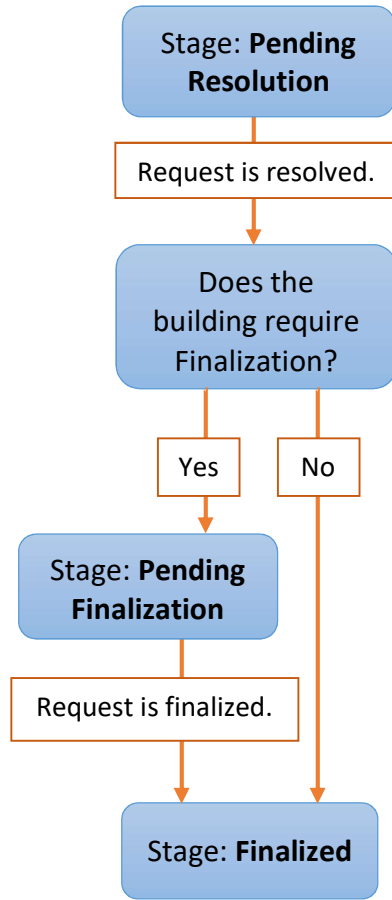 Stage: Pending
Resolution
Request is resolved.
Does the
building require
Finalization?
Yes
No
Stage: Pending
Finalization
Request is finalized.
Stage: Finalized